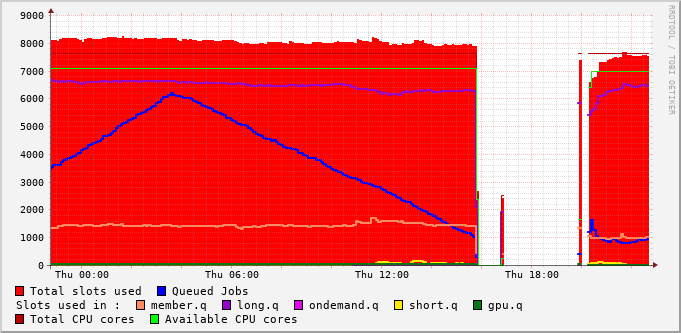 9000
8000
7000
6000
5000
4000
3000
2000
1000
0
Thu 00:00 Thu 06:00 Thu 12:00 Thu 18:00
RRDTOOL / TOBI OETIKER
Total slots used Queued Jobs
Slots used in : member.q long.q ondemand.q short.q gpu.q
Total CPU cores Available CPU cores